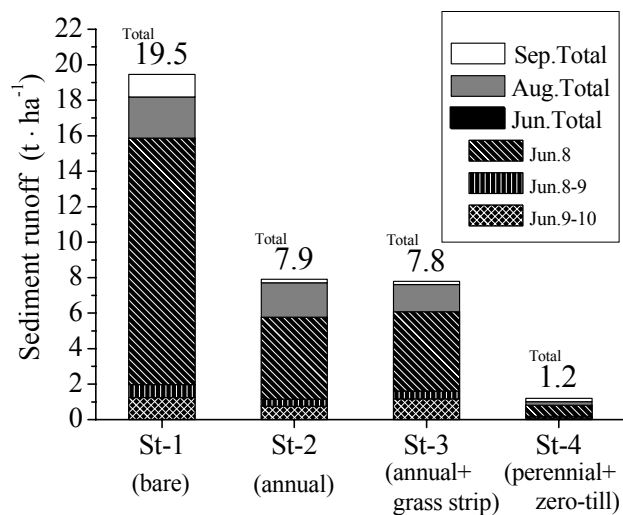 Sediment runoff (t · ha⁻¹)
22
20
18
16
14
12
10
8
6
4
2
0
Total
19.5
Total
7.9
Total
7.8
Total
1.2
Sep.Total
Aug.Total
Jun.Total
Jun.8
Jun.8-9
Jun.9-10
St-1
(bare)
St-2
(annual)
St-3
(annual+
grass strip)
St-4
(perennial+
zero-till)